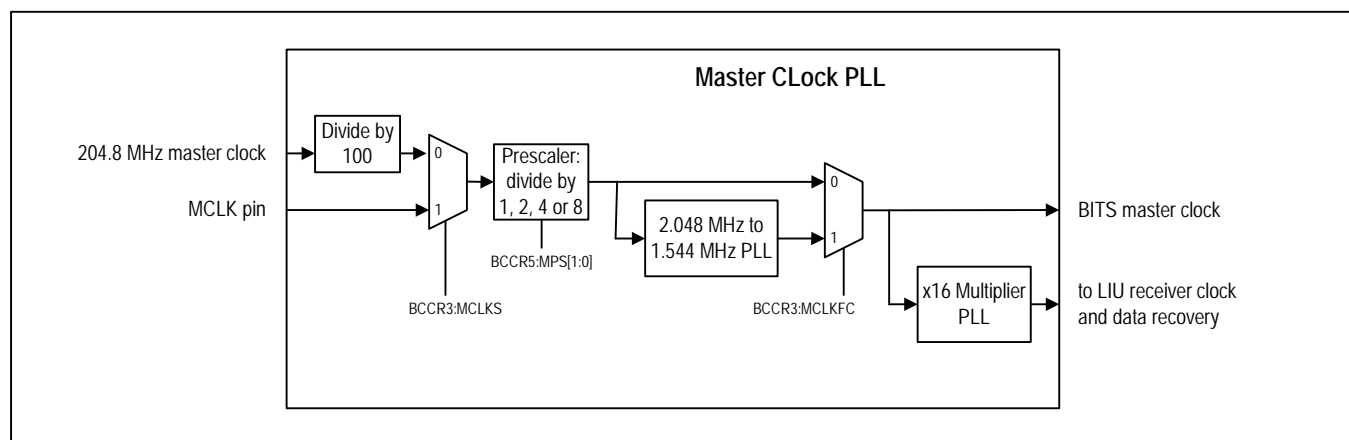 Master CLock PLL
204.8 MHz master clock
Divide by
100
0
MCLK pin
1
BCCR3:MCLKS
Prescaler:
divide by
1, 2, 4 or 8
BCCR5:MPS[1:0]
2.048 MHz to
1.544 MHz PLL
0
1
BCCR3:MCLKFC
BITS master clock
x16 Multiplier
PLL
to LIU receiver clock
and data recovery